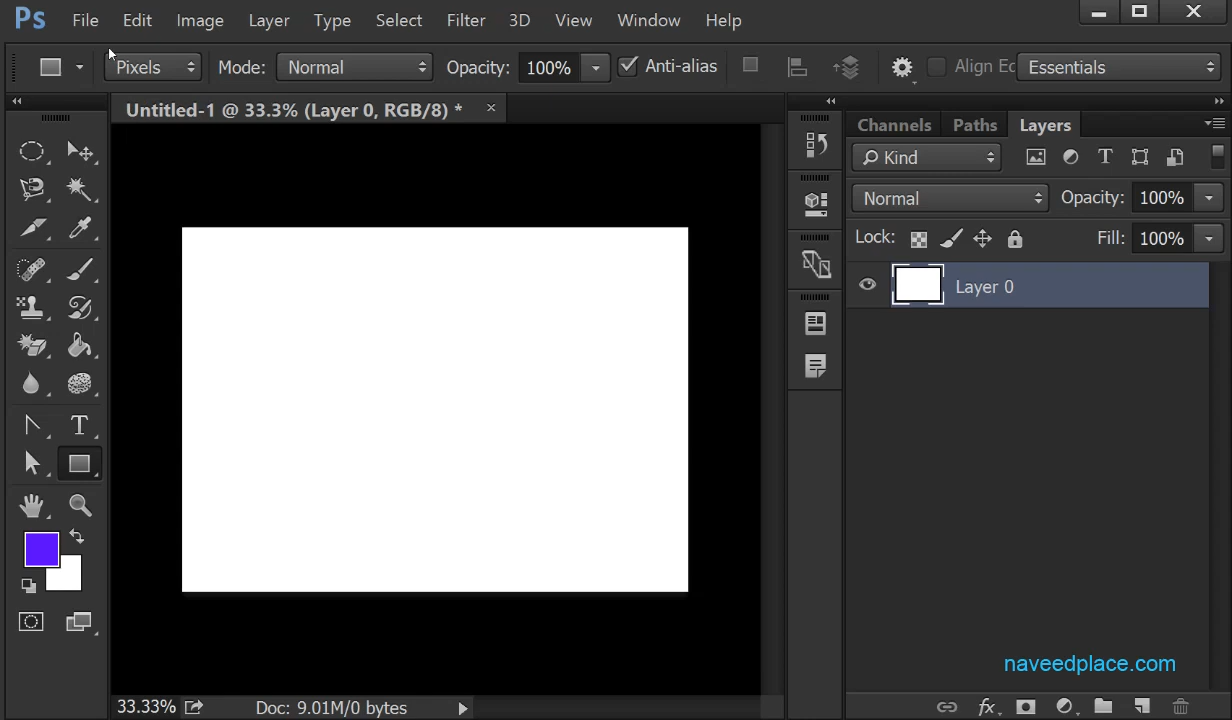 Ps File Edit Image Layer Type Select Filter 3D View Window Help
Pixels Mode: Normal Opacity: 100% Anti-alias Align Ec Essentials
Untitled-1 @ 33.3% (Layer 0, RGB/8) *
Channels Paths Layers
Kind
Normal Opacity: 100%
Lock: Fill: 100%
Layer 0
naveedplace.com
33.33% Doc: 9.01M/0 bytes